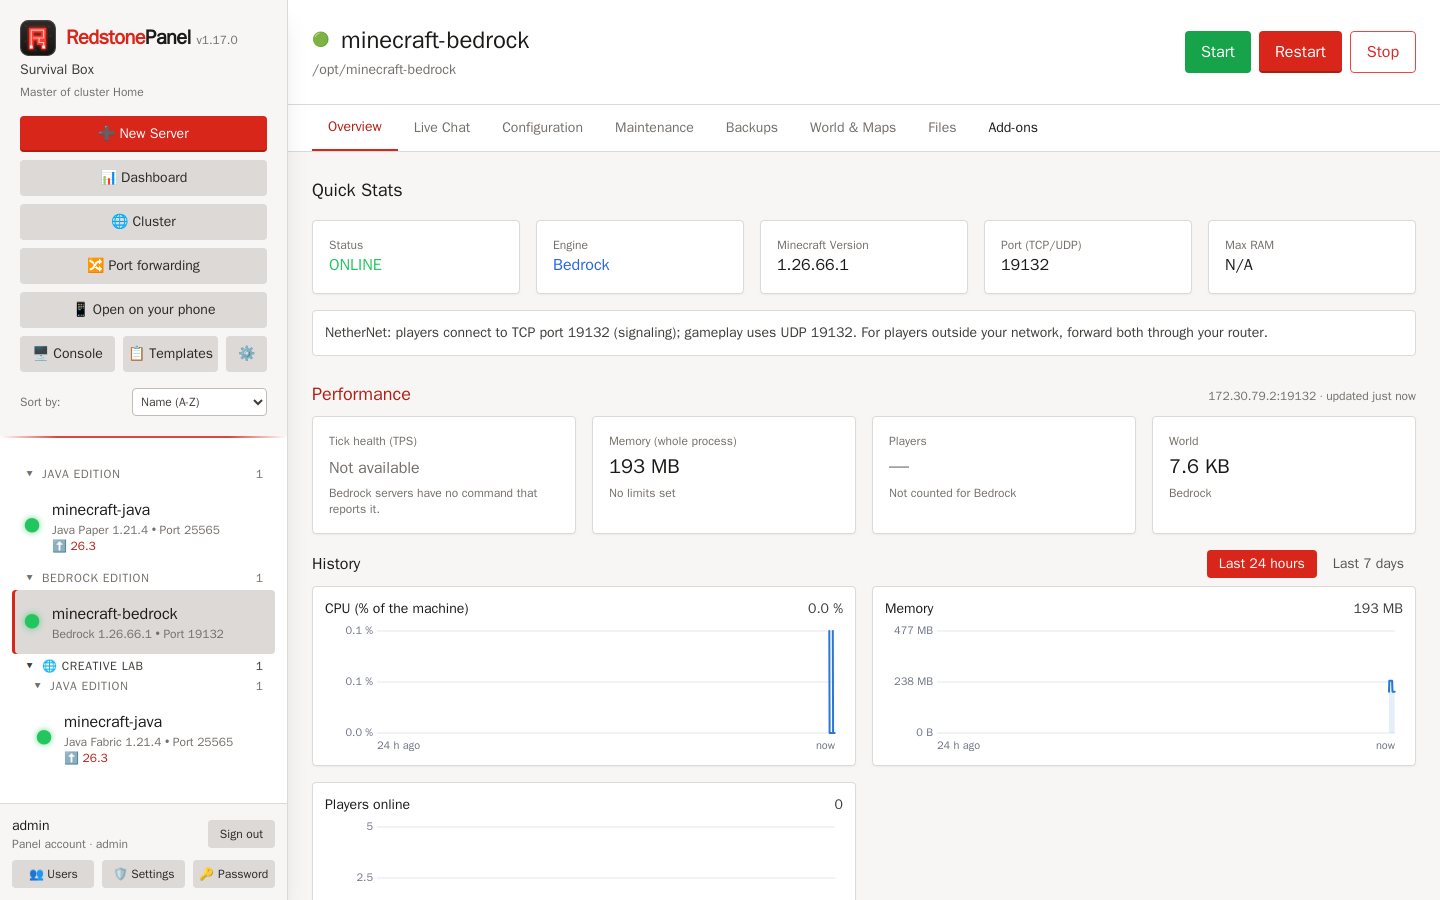 RedstonePanel v1.17.0
Survival Box
Master of cluster Home
➕ New Server
📊 Dashboard
🌐 Cluster
🔀 Port forwarding
📱 Open on your phone
🖥️ Console
📋 Templates
⚙️
Sort by:
Name (A-Z)
▼ JAVA EDITION 1
minecraft-java
Java Paper 1.21.4 • Port 25565
⬆️ 26.3
▼ BEDROCK EDITION 1
minecraft-bedrock
Bedrock 1.26.66.1 • Port 19132
▼ 🌐 CREATIVE LAB 1
▼ JAVA EDITION 1
minecraft-java
Java Fabric 1.21.4 • Port 25565
⬆️ 26.3
admin
Panel account · admin
Sign out
👥 Users
🛡️ Settings
🔑 Password
🟢 minecraft-bedrock
/opt/minecraft-bedrock
Start
Restart
Stop
Overview
Live Chat
Configuration
Maintenance
Backups
World & Maps
Files
Add-ons
Quick Stats
Status
ONLINE
Engine
Bedrock
Minecraft Version
1.26.66.1
Port (TCP/UDP)
19132
Max RAM
N/A
NetherNet: players connect to TCP port 19132 (signaling); gameplay uses UDP 19132. For players outside your network, forward both through your router.
Performance
172.30.79.2:19132 · updated just now
Tick health (TPS)
Not available
Bedrock servers have no command that
reports it.
Memory (whole process)
193 MB
No limits set
Players
—
Not counted for Bedrock
World
7.6 KB
Bedrock
History
Last 24 hours
Last 7 days
CPU (% of the machine)
0.0 %
0.1 %
0.1 %
0.0 %
24 h ago
now
Memory
193 MB
477 MB
238 MB
0 B
24 h ago
now
Players online
0
5
2.5